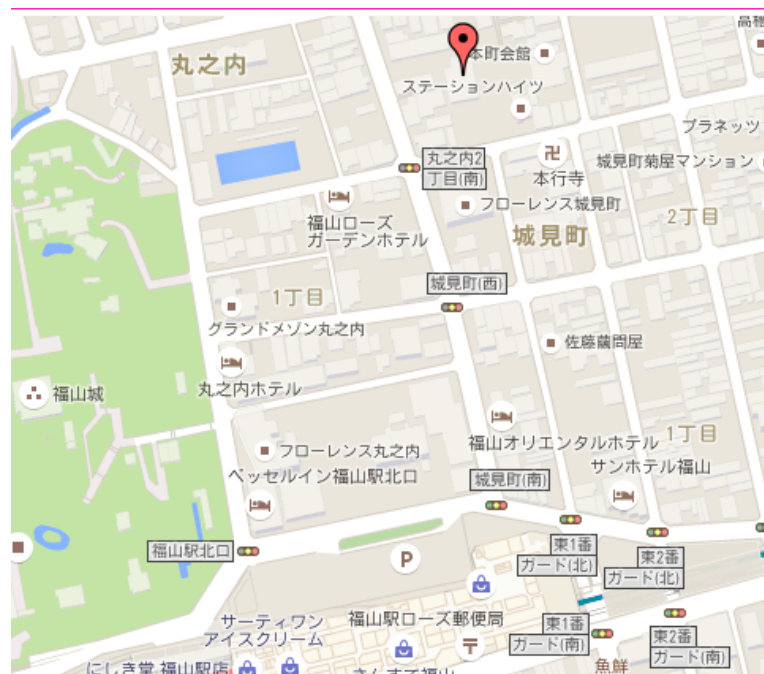 高穂
丸之内
本町会館
ステーションハイツ
プラネッツ
丸之内2
丁目(南)
卍
本行寺
城見町菊屋マンション
フローレンス城見町
福山ローズ
ガーデンホテル
城見町
2丁目
城見町(西)
1丁目
グランドメゾン丸之内
佐藤繭問屋
丸之内ホテル
福山城
福山オリエンタルホテル
1丁目
フローレンス丸之内
サンホテル福山
ベッセルイン福山駅北口
城見町(南)
福山駅北口
P
東1番
ガード(北)
東2番
ガード(北)
サーティワン
アイスクリーム
福山駅ローズ郵便局
〒
東1番
ガード(南)
東2番
ガード(南)
にしき堂 福山駅店
さんすて福山
魚鮮